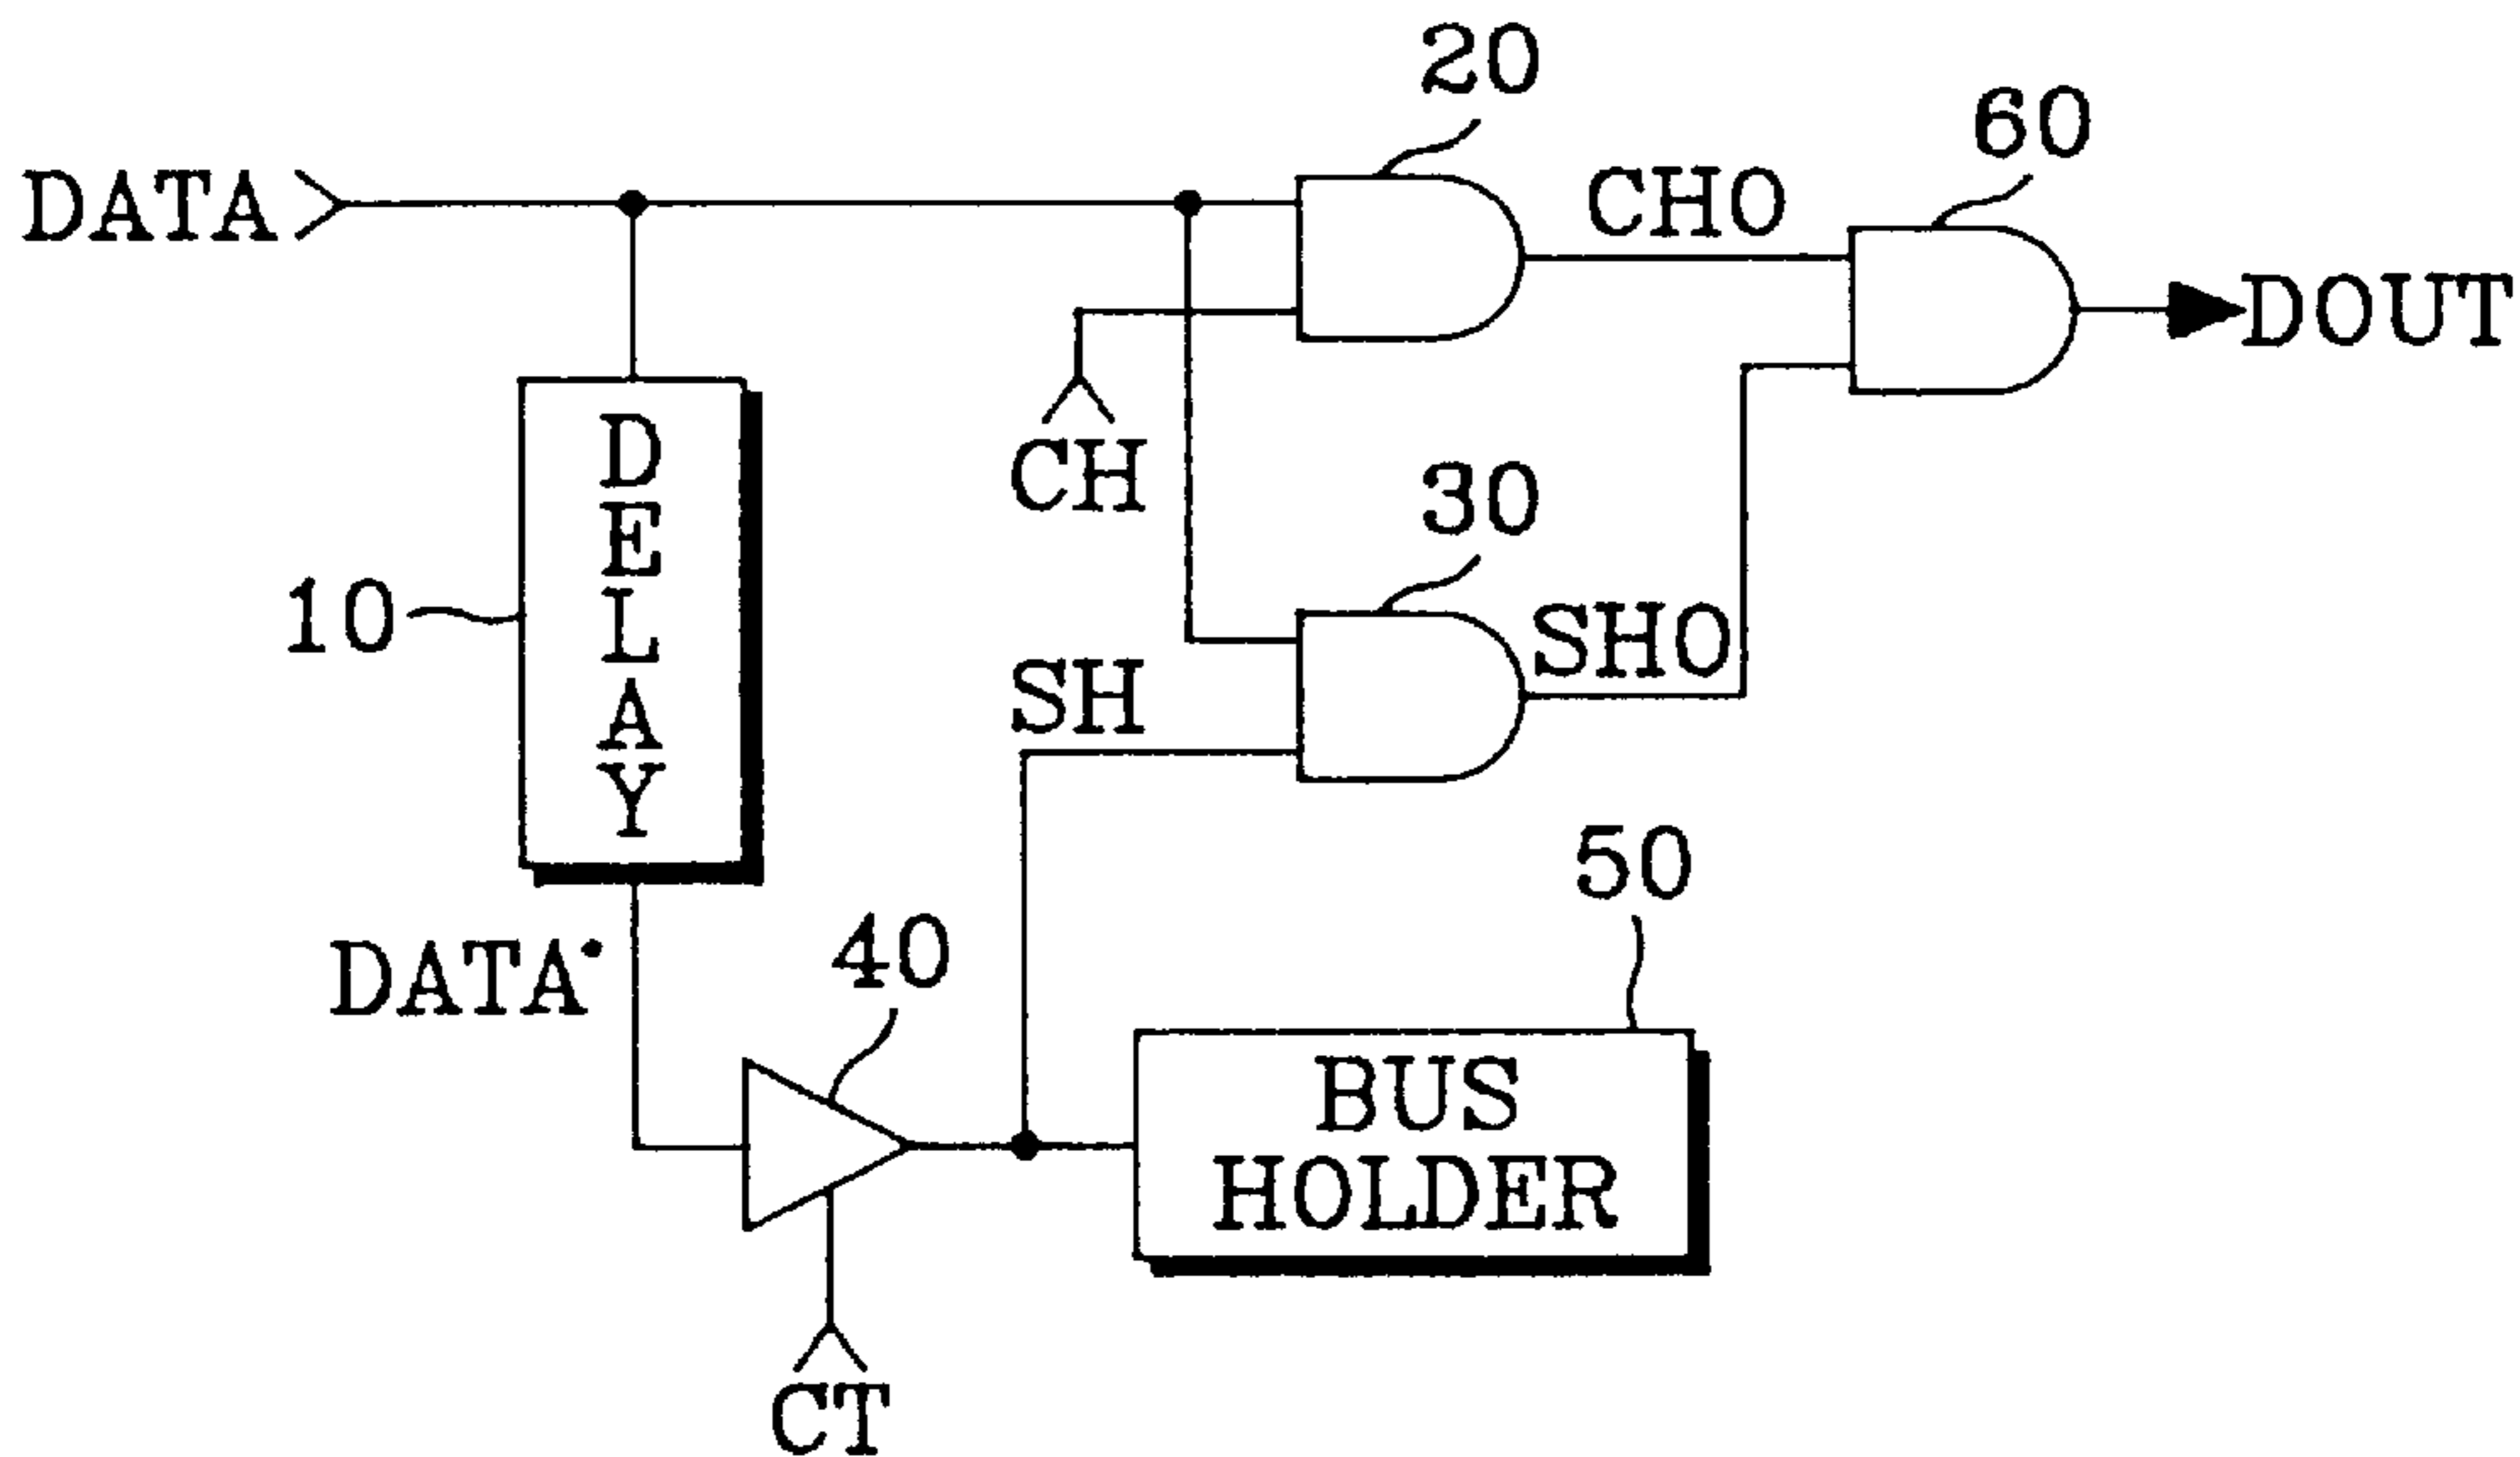 20
60
DATA
CHO
DOUT
CH
DELAY
30
10
SHO
SH
50
DATA'
40
BUS
HOLDER
CT